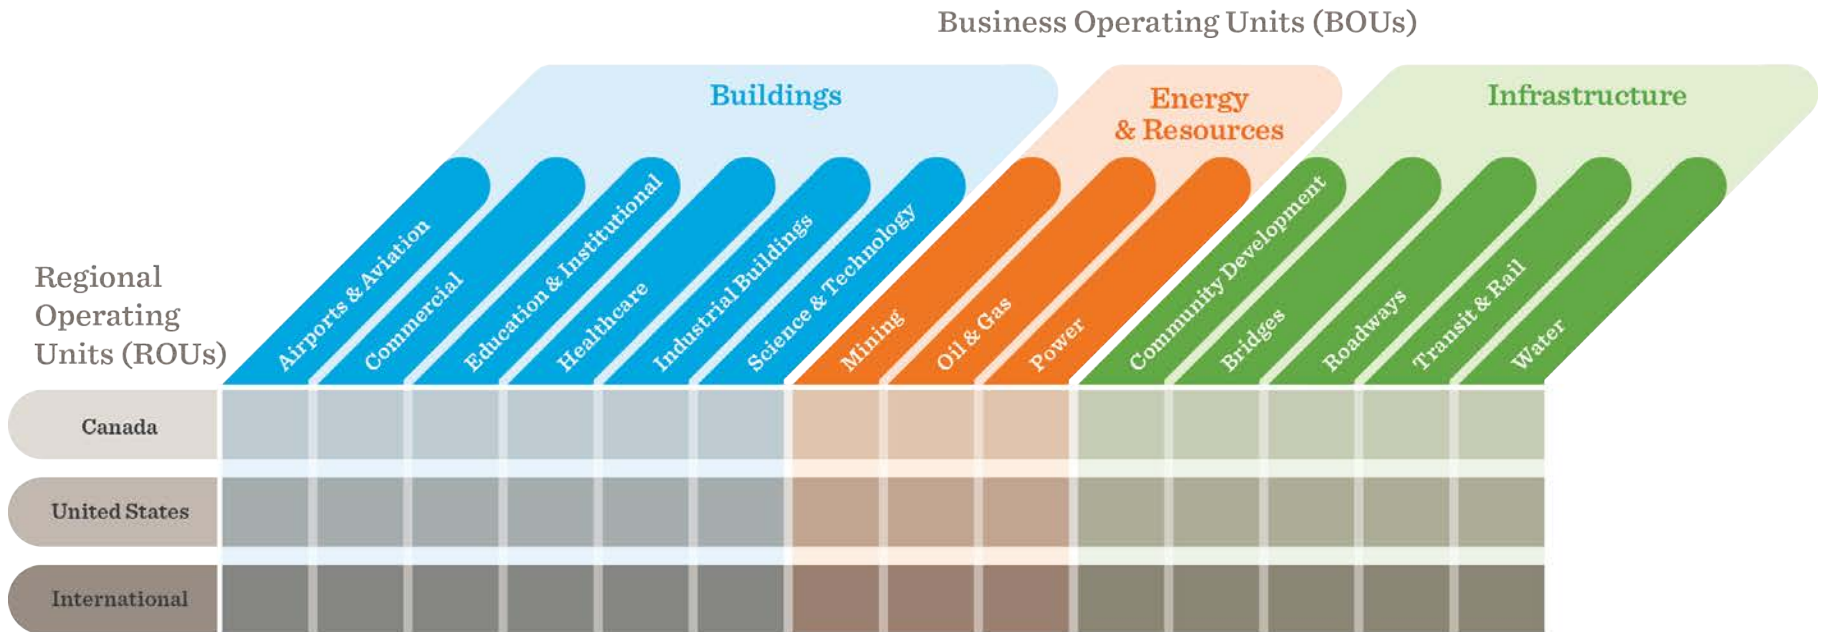 Business Operating Units (BOUs)
Buildings
Energy
& Resources
Infrastructure
Airports & Aviation
Commercial
Education & Institutional
Healthcare
Industrial Buildings
Science & Technology
Mining
Oil & Gas
Power
Community Development
Bridges
Roadways
Transit & Rail
Water
Regional
Operating
Units (ROUs)
Canada
United States
International